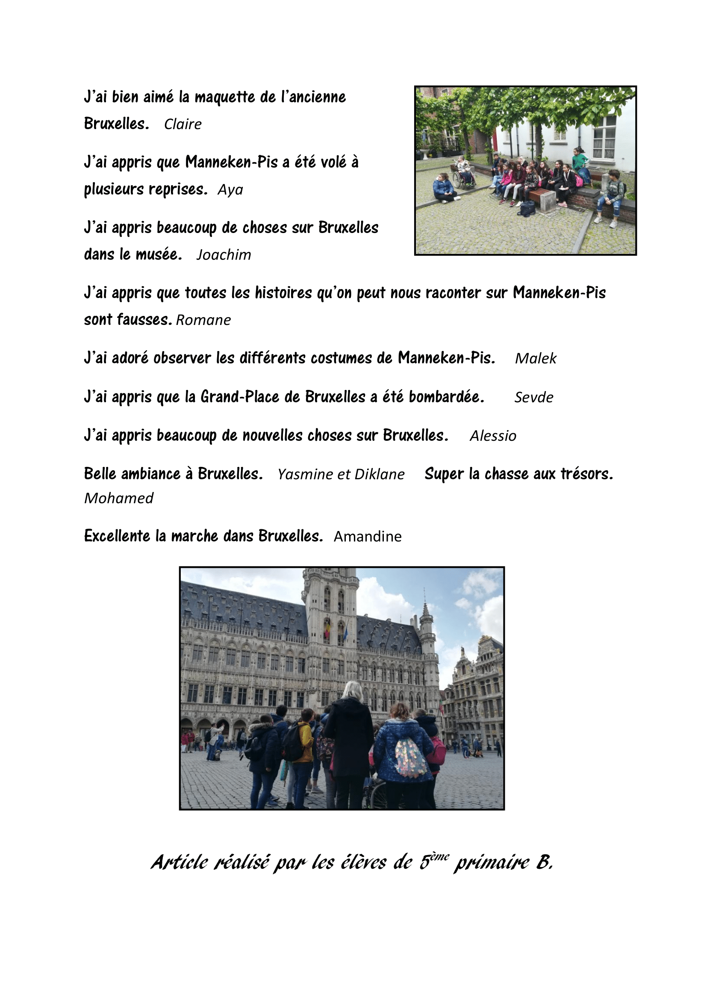 J'ai bien aimé la maquette de l'ancienne
Bruxelles. Claire
J'ai appris que Manneken-Pis a été volé à
plusieurs reprises. Aya
J'ai appris beaucoup de choses sur Bruxelles
dans le musée. Joachim
J'ai appris que toutes les histoires qu'on peut nous raconter sur Manneken-Pis
sont fausses. Romane
J'ai adoré observer les différents costumes de Manneken-Pis. Malek
J'ai appris que la Grand-Place de Bruxelles a été bombardée. Sevde
J'ai appris beaucoup de nouvelles choses sur Bruxelles. Alessio
Belle ambiance à Bruxelles. Yasmine et Diklane Super la chasse aux trésors.
Mohamed
Excellente la marche dans Bruxelles. Amandine
Article réalisé par les élèves de 5ème primaire B.